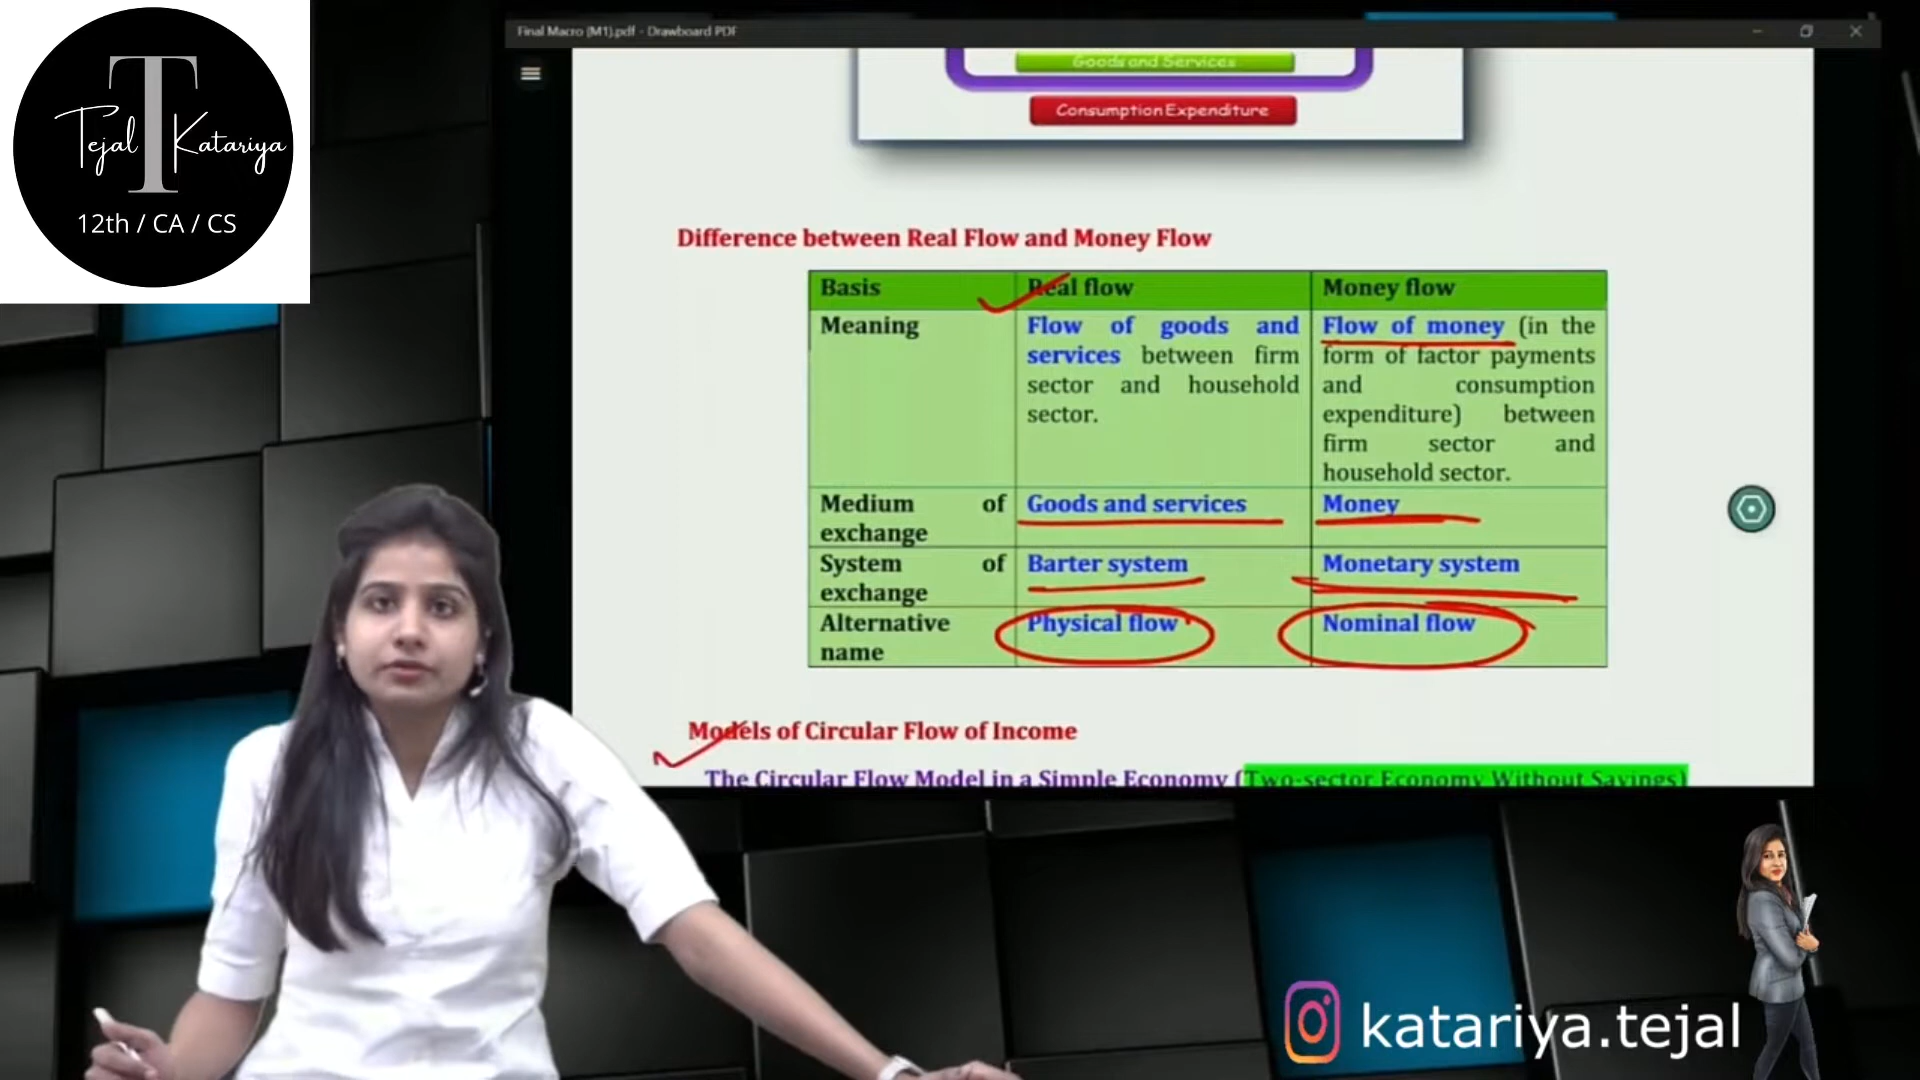 Tejal T Katariya
12th / CA / CS
Final Macro (M1).pdf - Drawboard PDF
Goods and Services
Consumption Expenditure
Difference between Real Flow and Money Flow
Basis Real flow Money flow
Meaning
Flow of goods and
services between firm
sector and household
sector.
Flow of money (in the
form of factor payments
and consumption
expenditure) between
firm sector and
household sector.
Medium of
exchange
Goods and services
Money
System of
exchange
Barter system
Monetary system
Alternative
name
Physical flow
Nominal flow
Models of Circular Flow of Income
The Circular Flow Model in a Simple Economy (Two-sector Economy Without Savings)
katariya.tejal